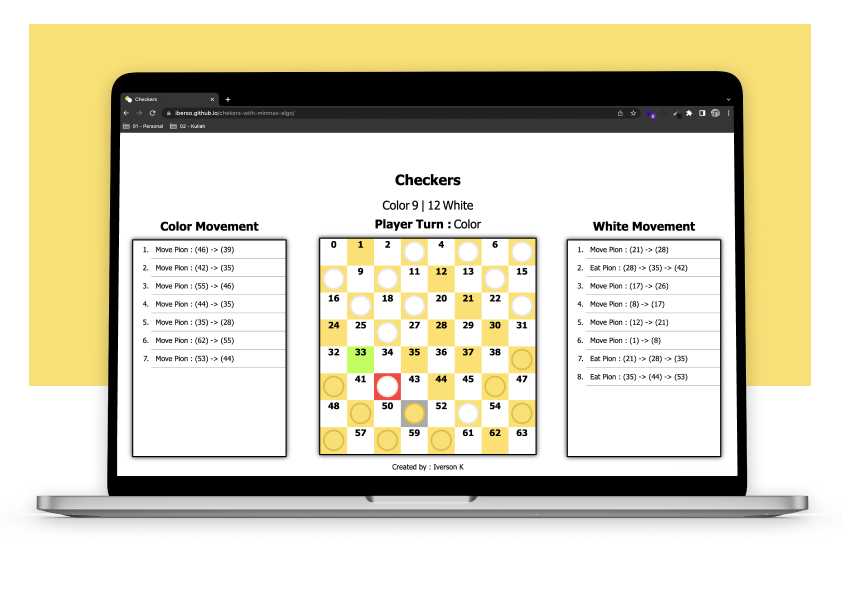 Checkers
iberso.github.io/chekers-with-minmax-algo/
01 - Personal 02 - Kuliah
Checkers
Color 9 | 12 White
Player Turn : Color
Color Movement
1. Move Pion : (46) -> (39)
2. Move Pion : (42) -> (35)
3. Move Pion : (55) -> (46)
4. Move Pion : (44) -> (35)
5. Move Pion : (35) -> (28)
6. Move Pion : (62) -> (55)
7. Move Pion : (53) -> (44)
0 1 2 4 6
9 11 12 13 15
16 18 20 21 22
24 25 27 28 29 30 31
32 33 34 35 36 37 38
41 43 44 45 47
48 50 52 54
57 59 61 62 63
White Movement
1. Move Pion : (21) -> (28)
2. Eat Pion : (28) -> (35) -> (42)
3. Move Pion : (17) -> (26)
4. Move Pion : (8) -> (17)
5. Move Pion : (12) -> (21)
6. Move Pion : (1) -> (8)
7. Eat Pion : (21) -> (28) -> (35)
8. Eat Pion : (35) -> (44) -> (53)
Created by : Iverson K